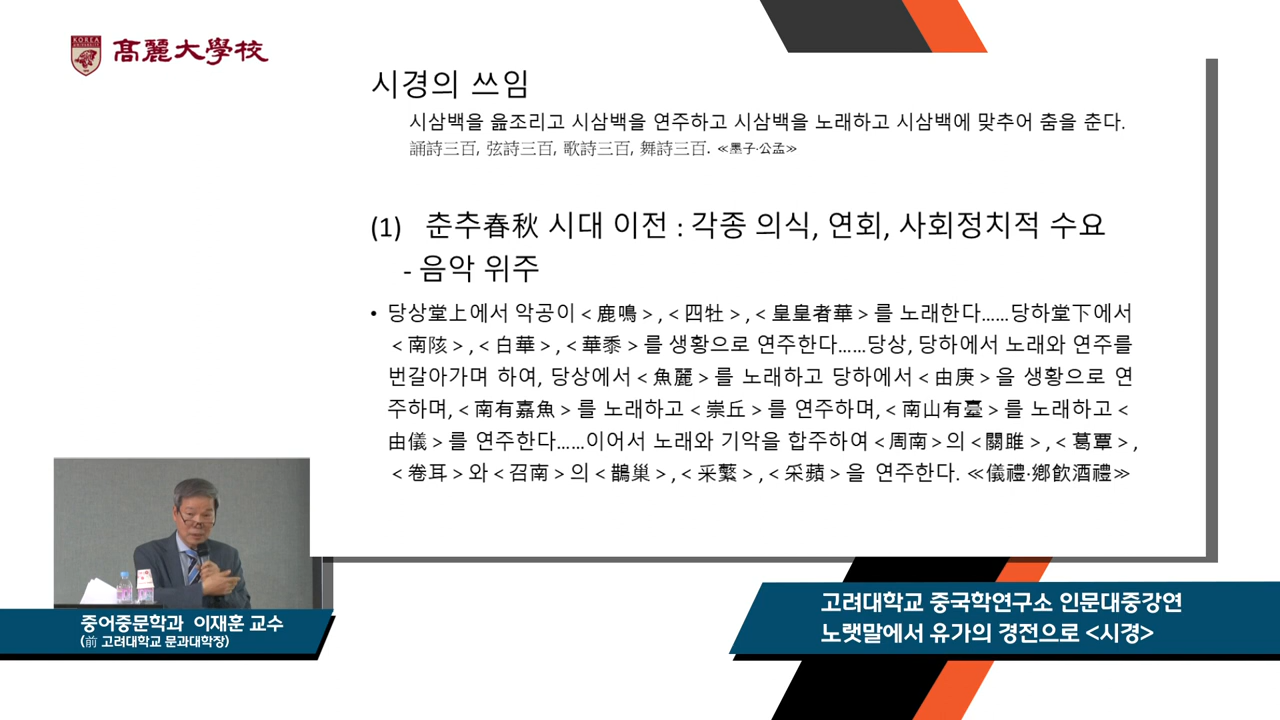 KOREA
UNIVERSITY
髙麗大學校
시경의 쓰임
시삼백을 읊조리고 시삼백을 연주하고 시삼백을 노래하고 시삼백에 맞추어 춤을 춘다.
誦詩三百, 弦詩三百, 歌詩三百, 舞詩三百. ≪墨子·公孟≫
(1) 춘추春秋 시대 이전 : 각종 의식, 연회, 사회정치적 수요
- 음악 위주
• 당상堂上에서 악공이 < 鹿鳴 > , < 四牡 > , < 皇皇者華 > 를 노래한다……당하堂下에서
< 南陔 > , < 白華 > , < 華黍 > 를 생황으로 연주한다……당상, 당하에서 노래와 연주를
번갈아가며 하여, 당상에서 < 魚麗 > 를 노래하고 당하에서 < 由庚 > 을 생황으로 연
주하며, < 南有嘉魚 > 를 노래하고 < 崇丘 > 를 연주하며, < 南山有臺 > 를 노래하고 <
由儀 > 를 연주한다……이어서 노래와 기악을 합주하여 < 周南 > 의 < 關雎 > , < 葛覃 > ,
< 卷耳 > 와 < 召南 > 의 < 鵲巢 > , < 采蘩 > , < 采蘋 > 을 연주한다. ≪儀禮·鄕飮酒禮≫
중어중문학과 이재훈 교수
(前 고려대학교 문과대학장)
고려대학교 중국학연구소 인문대중강연
노랫말에서 유가의 경전으로 <시경>